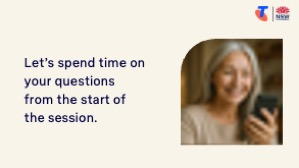 Let's spend time on
your questions
from the start of
the session.